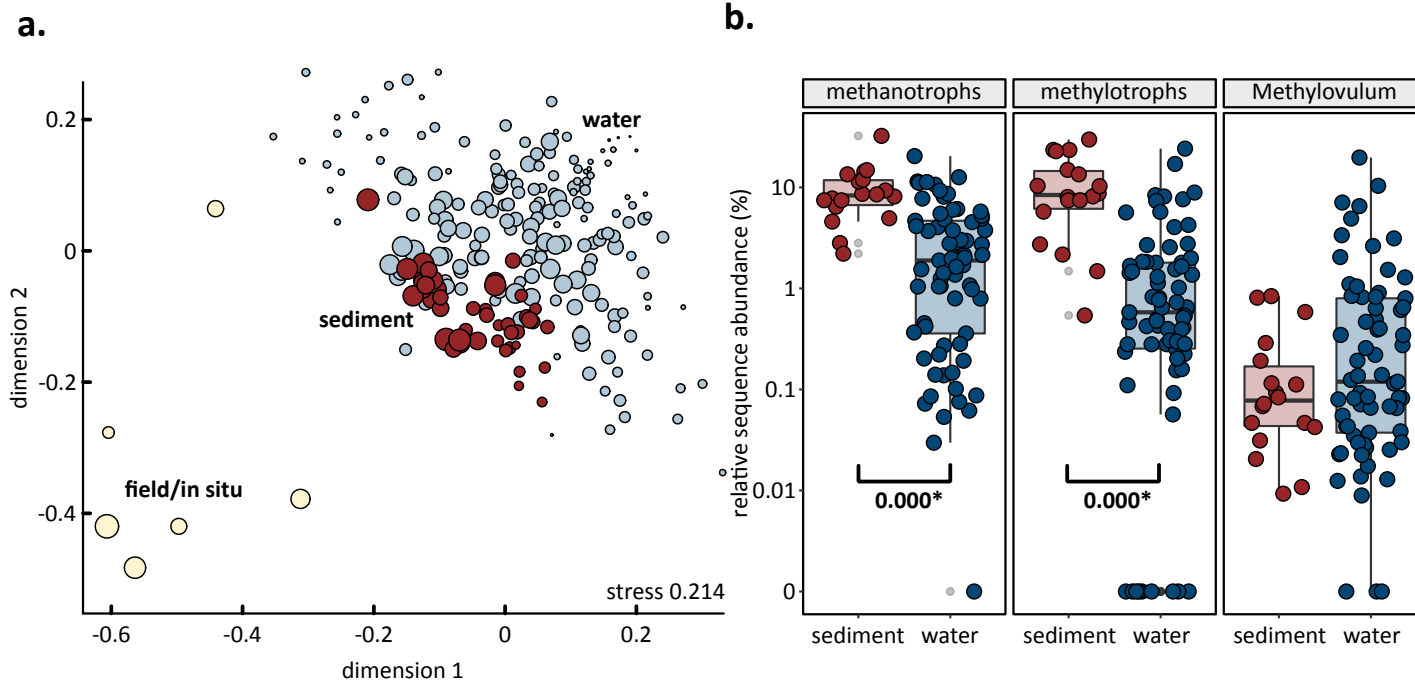 a.
0.2
0
-0.2
-0.4
dimension 2
water
sediment
field/in situ
stress 0.214
-0.6
-0.4
-0.2
0
0.2
dimension 1
b.
methanotrophs
methylotrophs
Methylovulum
relative sequence abundance (%)
10
1
0.1
0.01
0
0.000*
0.000*
sediment
water
sediment
water
sediment
water